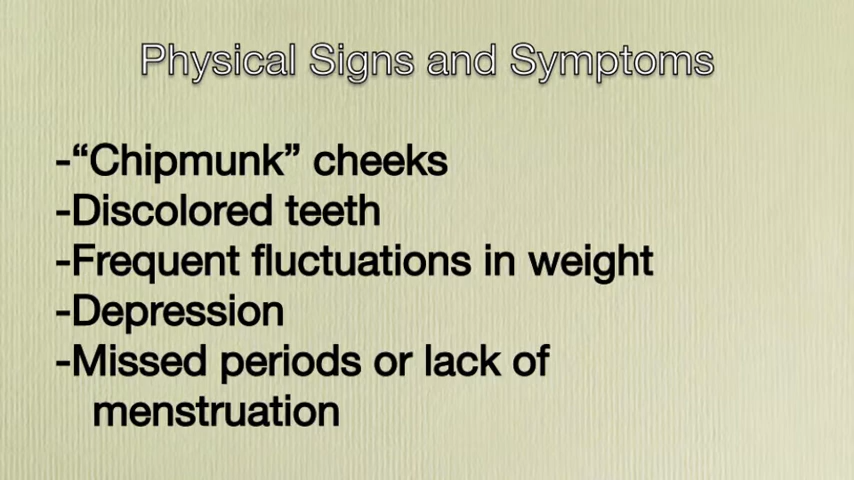 Physical Signs and Symptoms
-“Chipmunk” cheeks
-Discolored teeth
-Frequent fluctuations in weight
-Depression
-Missed periods or lack of
menstruation